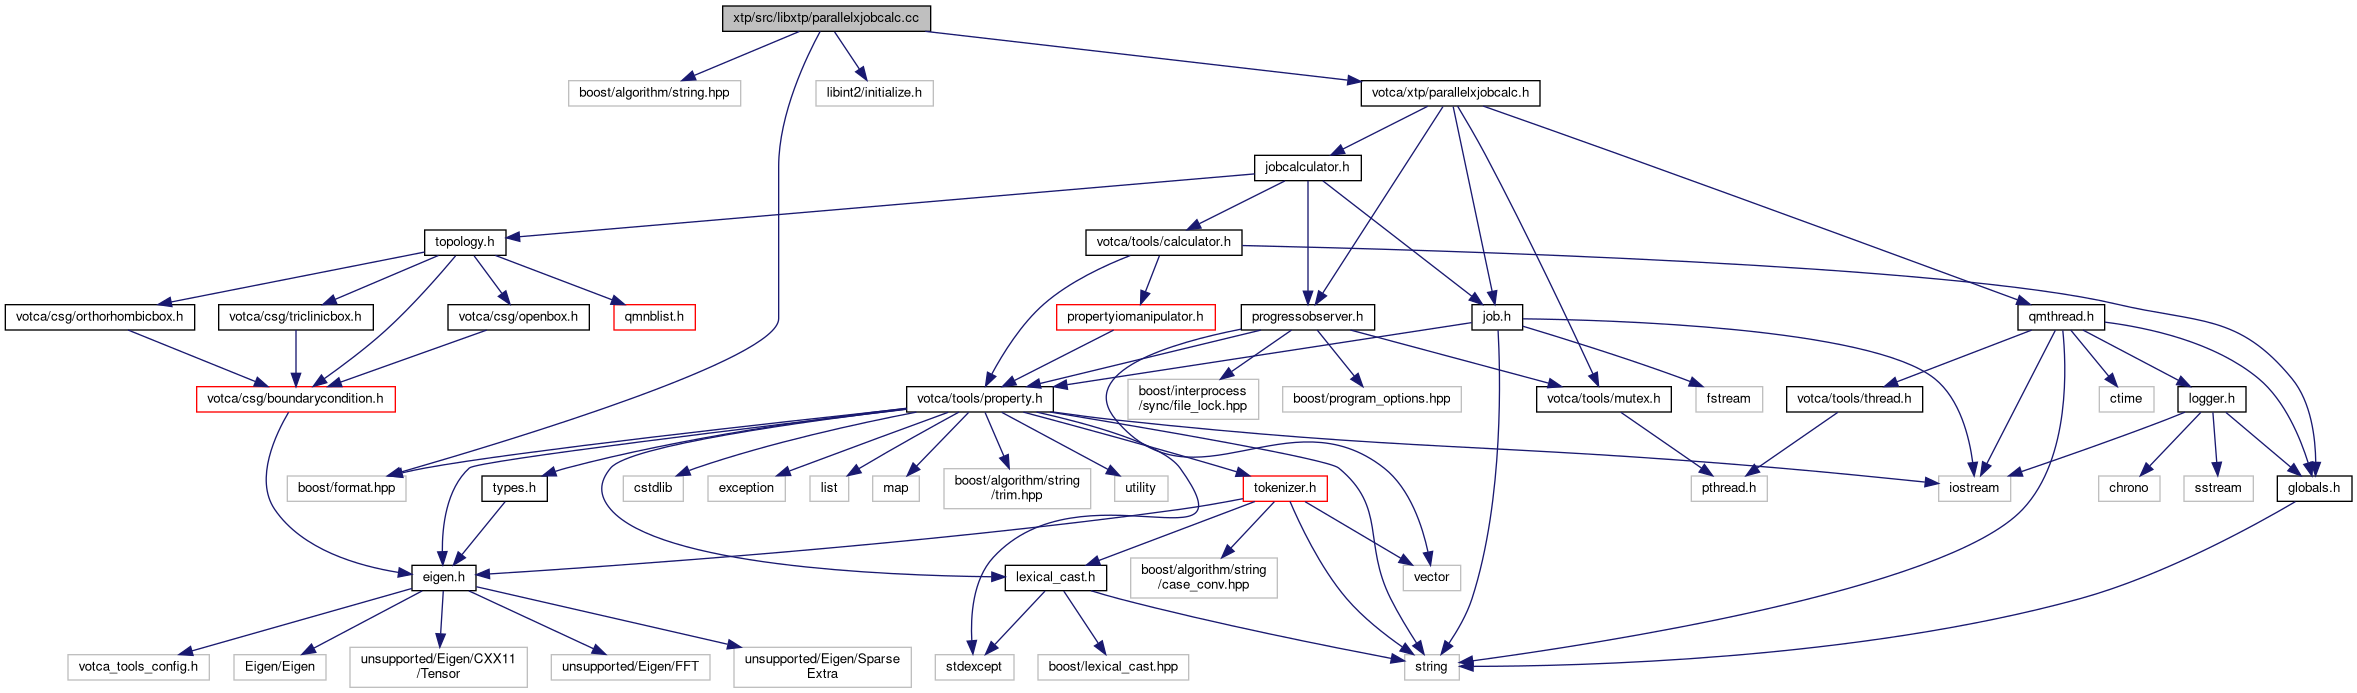 xtp/src/libxtp/parallelxjobcalc.cc
boost/algorithm/string.hpp
libint2/initialize.h
votca/xtp/parallelxjobcalc.h
jobcalculator.h
topology.h
votca/tools/calculator.h
votca/csg/orthorhombicbox.h
votca/csg/triclinicbox.h
votca/csg/openbox.h
qmnblist.h
propertyiomanipulator.h
progressobserver.h
job.h
qmthread.h
votca/csg/boundarycondition.h
votca/tools/property.h
boost/interprocess
/sync/file_lock.hpp
boost/program_options.hpp
votca/tools/mutex.h
fstream
votca/tools/thread.h
ctime
logger.h
boost/format.hpp
types.h
cstdlib
exception
list
map
boost/algorithm/string
/trim.hpp
utility
tokenizer.h
pthread.h
iostream
chrono
sstream
globals.h
eigen.h
lexical_cast.h
boost/algorithm/string
/case_conv.hpp
vector
votca_tools_config.h
Eigen/Eigen
unsupported/Eigen/CXX11
/Tensor
unsupported/Eigen/FFT
unsupported/Eigen/Sparse
Extra
stdexcept
boost/lexical_cast.hpp
string